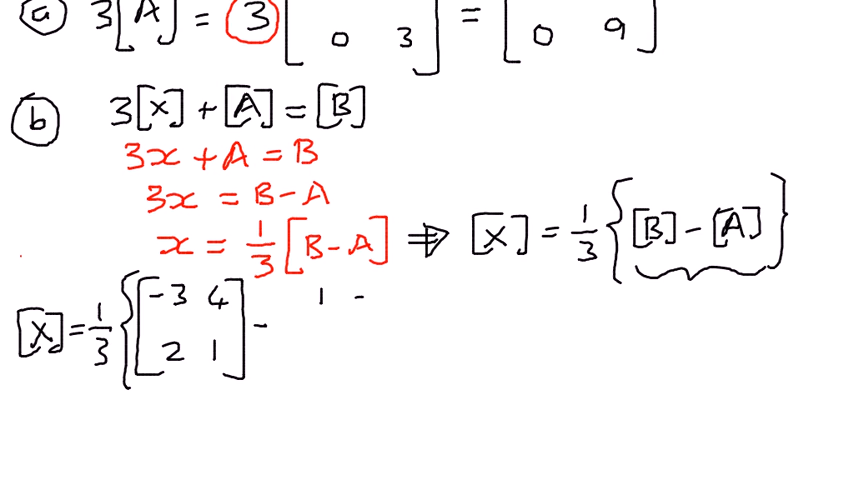 a 3[A] = 3 [ 0 3 ] = [ 0 9 ]
b 3[X] + [A] = [B]
3x + A = B
3x = B - A
x = 1/3 [B - A] ⇒ [X] = 1/3 { [B] - [A] }
[X] = 1/3 { [ -3 4
2 1 ] - 1 -